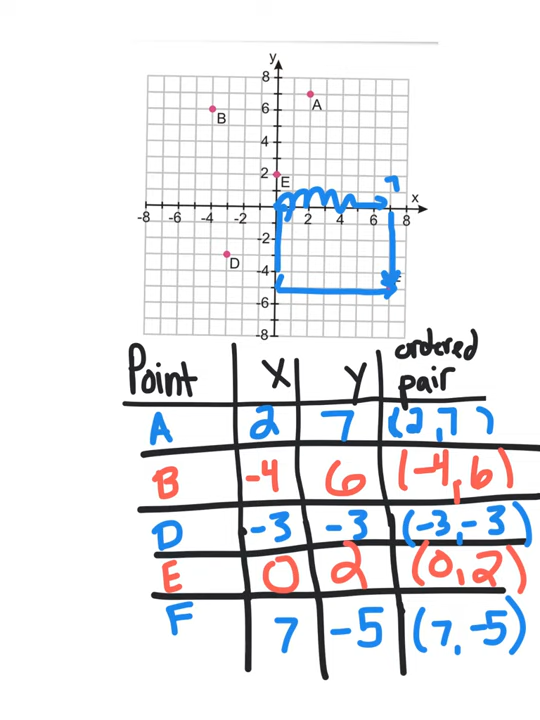 y
8
6
4
2
-2
-4
-6
-8
-8 -6 -4 -2 2 4 6 8
x
A
B
E
D
7
Point X Y ordered pair
A 2 7 (2,7)
B -4 6 (-4,6)
D -3 -3 (-3,-3)
E 0 2 (0,2)
F 7 -5 (7,-5)